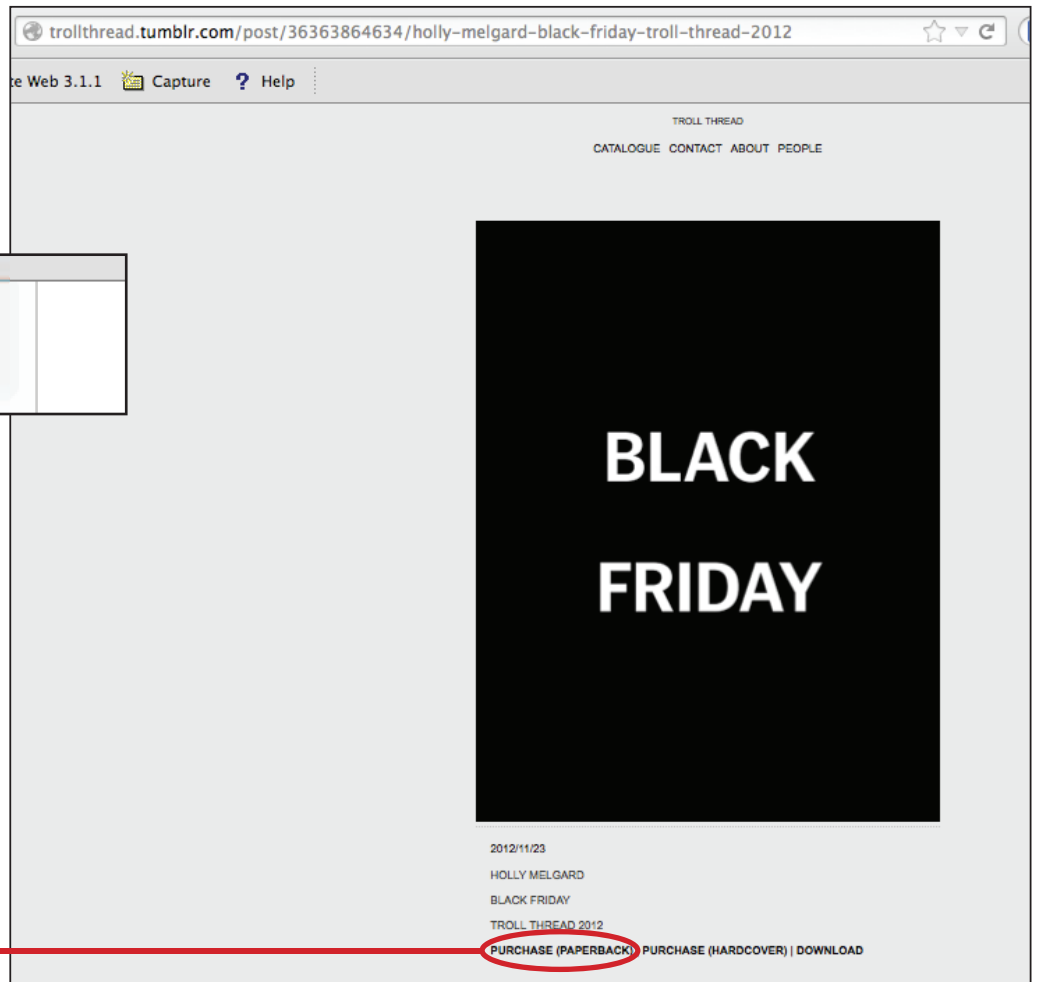 trollthread.tumblr.com/post/36363864634/holly-melgard-black-friday-troll-thread-2012
te Web 3.1.1 Capture ? Help
TROLL THREAD
CATALOGUE CONTACT ABOUT PEOPLE
BLACK
FRIDAY
2012/11/23
HOLLY MELGARD
BLACK FRIDAY
TROLL THREAD 2012
PURCHASE (PAPERBACK) PURCHASE (HARDCOVER) | DOWNLOAD